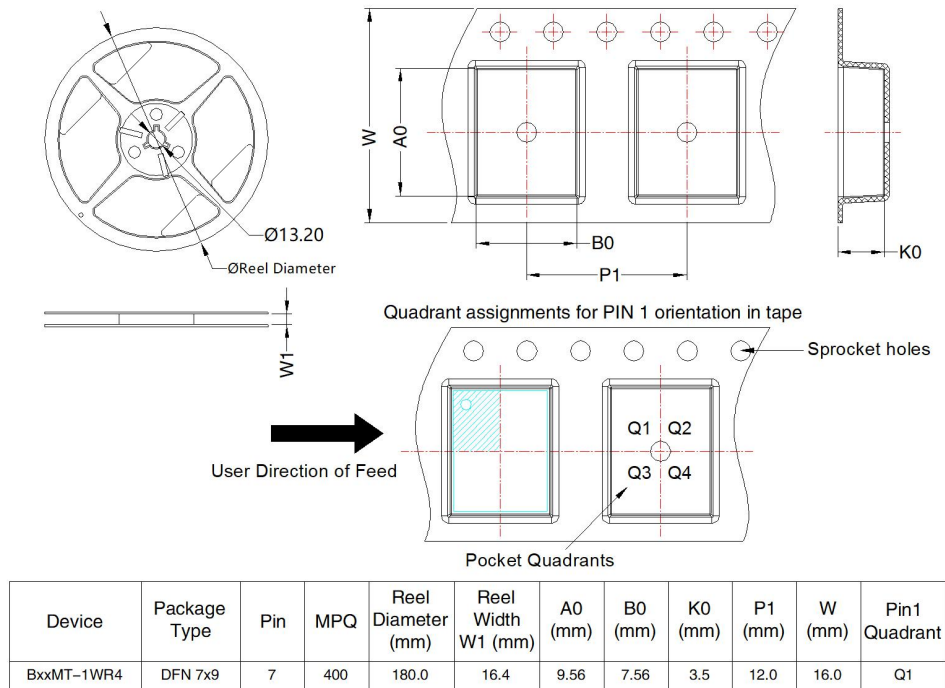 W
A0
B0
P1
K0
Ø13.20
ØReel Diameter
W1
Quadrant assignments for PIN 1 orientation in tape
Sprocket holes
User Direction of Feed
Q1 Q2
Q3 Q4
Pocket Quadrants
Device Package Type Pin MPQ Reel Diameter (mm) Reel Width W1 (mm) A0 (mm) B0 (mm) K0 (mm) P1 (mm) W (mm) Pin1 Quadrant
BxxMT–1WR4 DFN 7x9 7 400 180.0 16.4 9.56 7.56 3.5 12.0 16.0 Q1